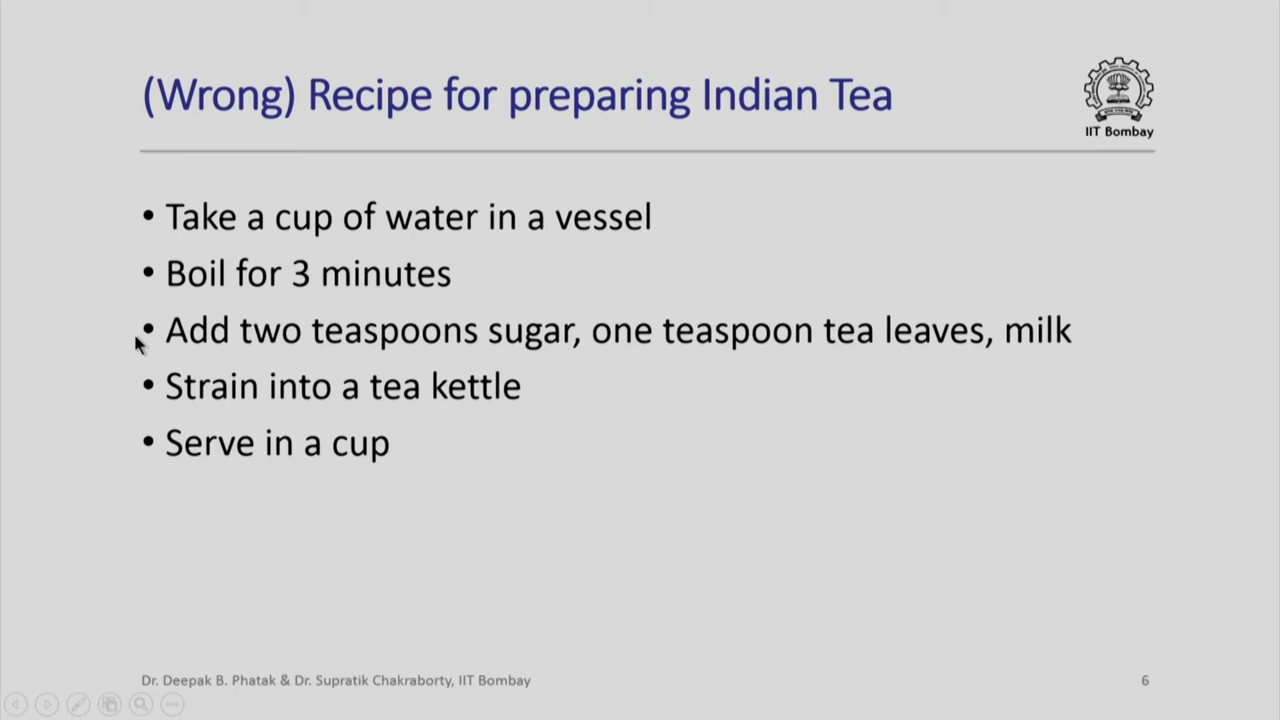 (Wrong) Recipe for preparing Indian Tea
IIT Bombay
• Take a cup of water in a vessel
• Boil for 3 minutes
• Add two teaspoons sugar, one teaspoon tea leaves, milk
• Strain into a tea kettle
• Serve in a cup
Dr. Deepak B. Phatak & Dr. Supratik Chakraborty, IIT Bombay
6